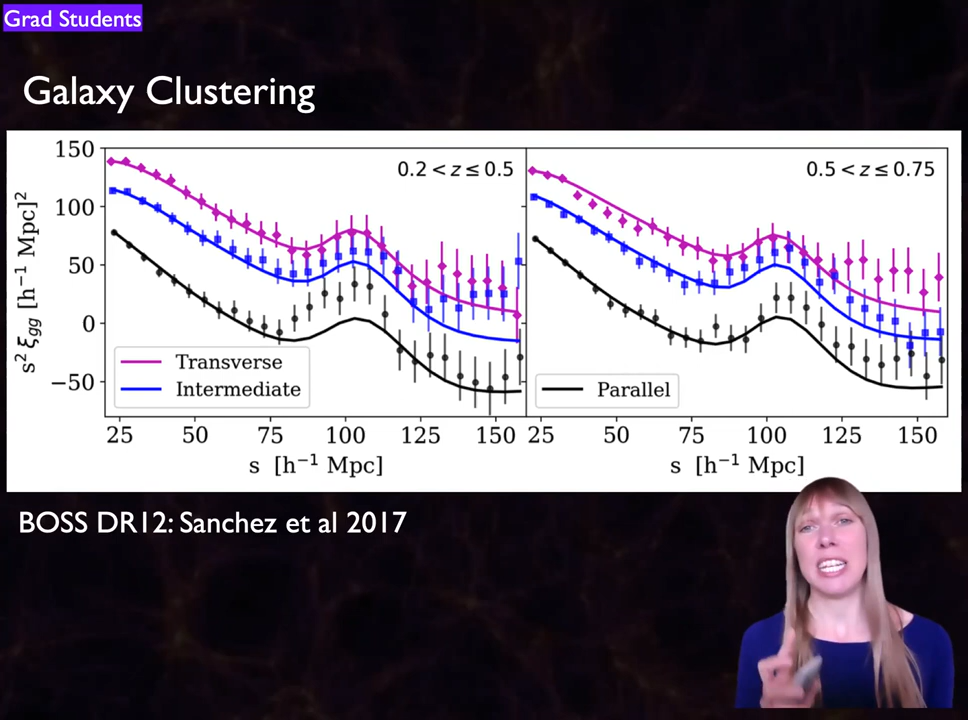 Grad Students
Galaxy Clustering
150
100
50
0
−50
s² ξgg [h⁻¹ Mpc]²
0.2 < z ≤ 0.5
0.5 < z ≤ 0.75
Transverse
Intermediate
Parallel
25 50 75 100 125 150
25 50 75 100 125 150
s [h⁻¹ Mpc]
s [h⁻¹ Mpc]
BOSS DR12: Sanchez et al 2017